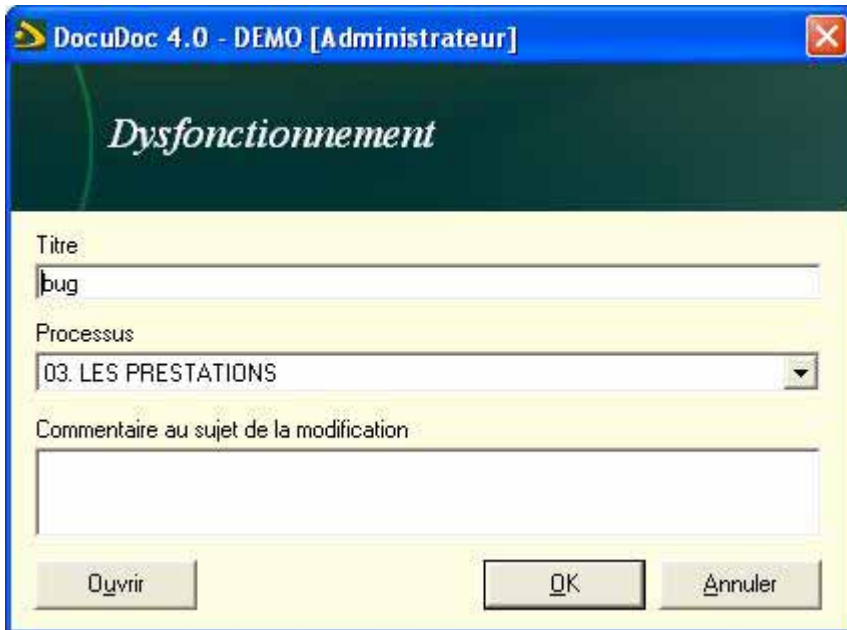 DocuDoc 4.0 - DEMO [Administrateur]
Dysfonctionnement
Titre
bug
Processus
03. LES PRESTATIONS
Commentaire au sujet de la modification
Ouvrir OK Annuler